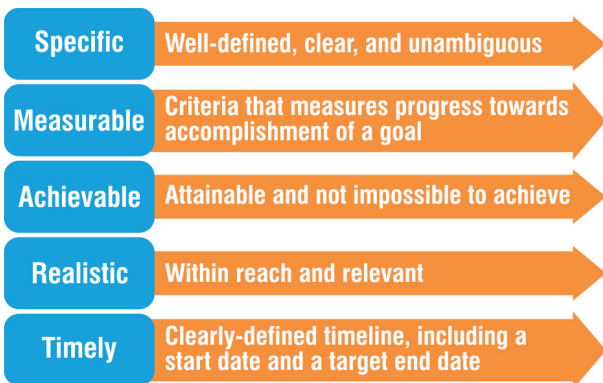 Specific
Well-defined, clear, and unambiguous
Measurable
Criteria that measures progress towards
accomplishment of a goal
Achievable
Attainable and not impossible to achieve
Realistic
Within reach and relevant
Timely
Clearly-defined timeline, including a
start date and a target end date